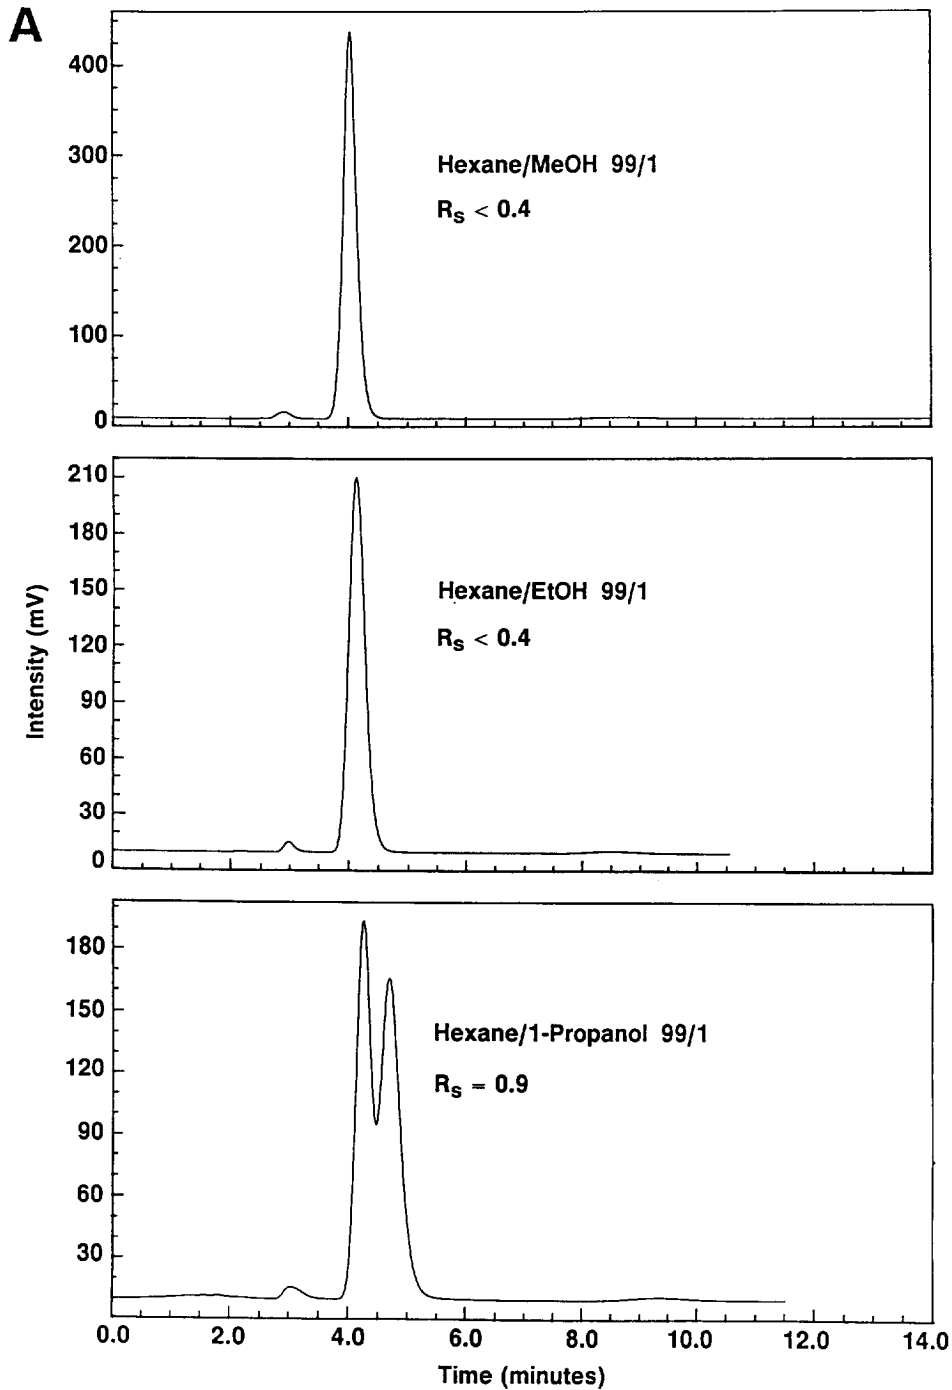 A
400
300
200
100
0
Hexane/MeOH 99/1
Rs < 0.4
210
180
150
120
90
60
30
0
Hexane/EtOH 99/1
Rs < 0.4
Intensity (mV)
180
150
120
90
60
30
Hexane/1-Propanol 99/1
Rs = 0.9
0.0 2.0 4.0 6.0 8.0 10.0 12.0 14.0
Time (minutes)